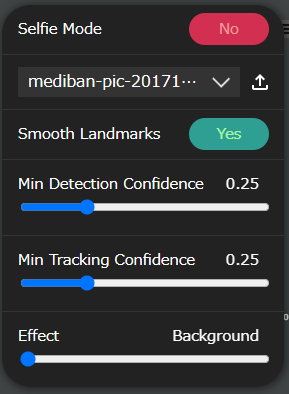 Selfie Mode No
mediban-pic-20171⋯
Smooth Landmarks Yes
Min Detection Confidence 0.25
Min Tracking Confidence 0.25
Effect Background